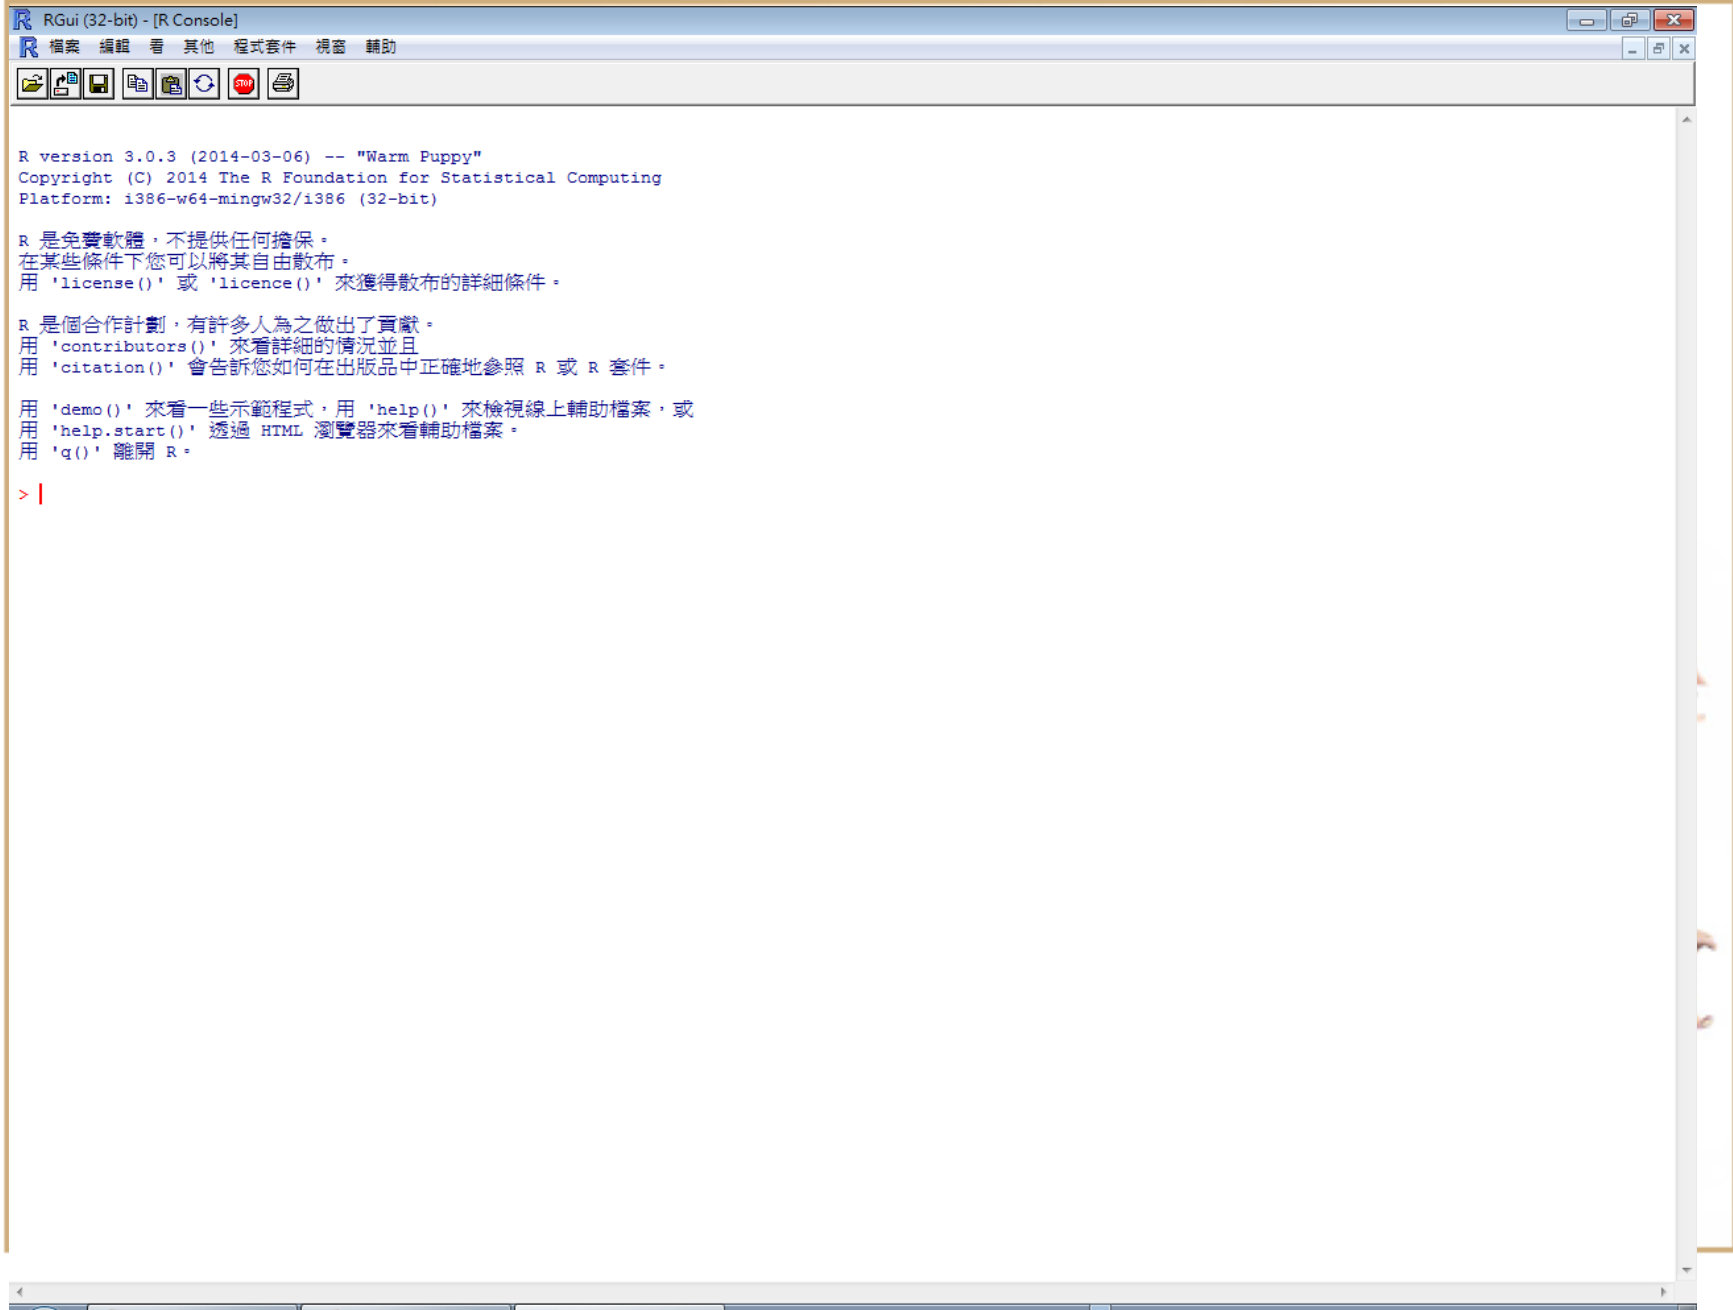 RGui (32-bit) - [R Console]
檔案 編輯 看 其他 程式套件 視窗 輔助
STOP
R version 3.0.3 (2014-03-06) -- "Warm Puppy"
Copyright (C) 2014 The R Foundation for Statistical Computing
Platform: i386-w64-mingw32/i386 (32-bit)
R 是免費軟體，不提供任何擔保。
在某些條件下您可以將其自由散布。
用 'license()' 或 'licence()' 來獲得散布的詳細條件。
R 是個合作計劃，有許多人為之做出了貢獻。
用 'contributors()' 來看詳細的情況並且
用 'citation()' 會告訴您如何在出版品中正確地參照 R 或 R 套件。
用 'demo()' 來看一些示範程式，用 'help()' 來檢視線上輔助檔案，或
用 'help.start()' 透過 HTML 瀏覽器來看輔助檔案。
用 'q()' 離開 R。
>